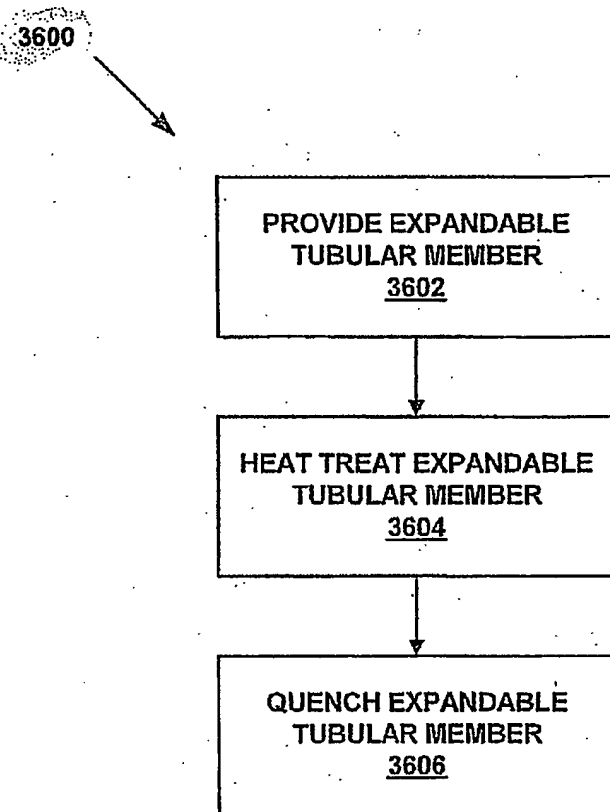 3600
PROVIDE EXPANDABLE
TUBULAR MEMBER
3602
HEAT TREAT EXPANDABLE
TUBULAR MEMBER
3604
QUENCH EXPANDABLE
TUBULAR MEMBER
3606